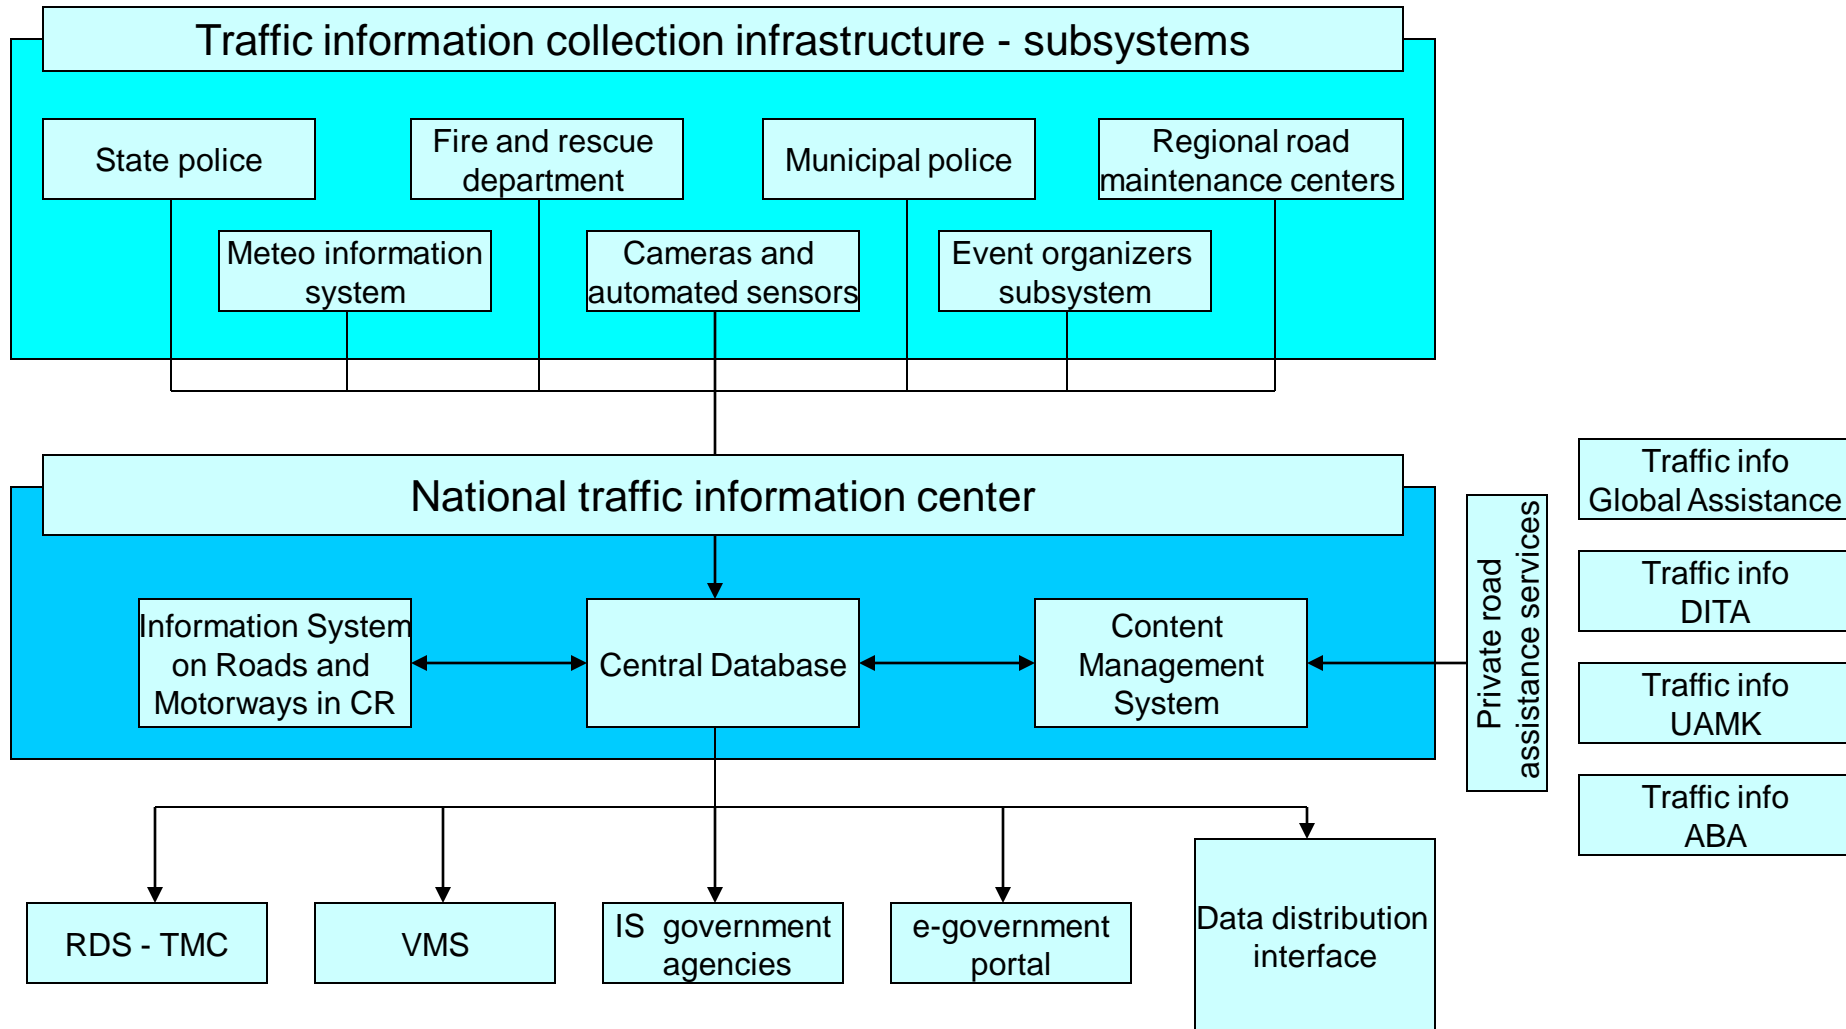 Traffic information collection infrastructure - subsystems
State police
Fire and rescue
department
Municipal police
Regional road
maintenance centers
Meteo information
system
Cameras and
automated sensors
Event organizers
subsystem
National traffic information center
Information System
on Roads and
Motorways in CR
Central Database
Content
Management
System
Private road
assistance services
Traffic info
Global Assistance
Traffic info
DITA
Traffic info
UAMK
Traffic info
ABA
RDS - TMC
VMS
IS  government
agencies
e-government
portal
Data distribution
interface